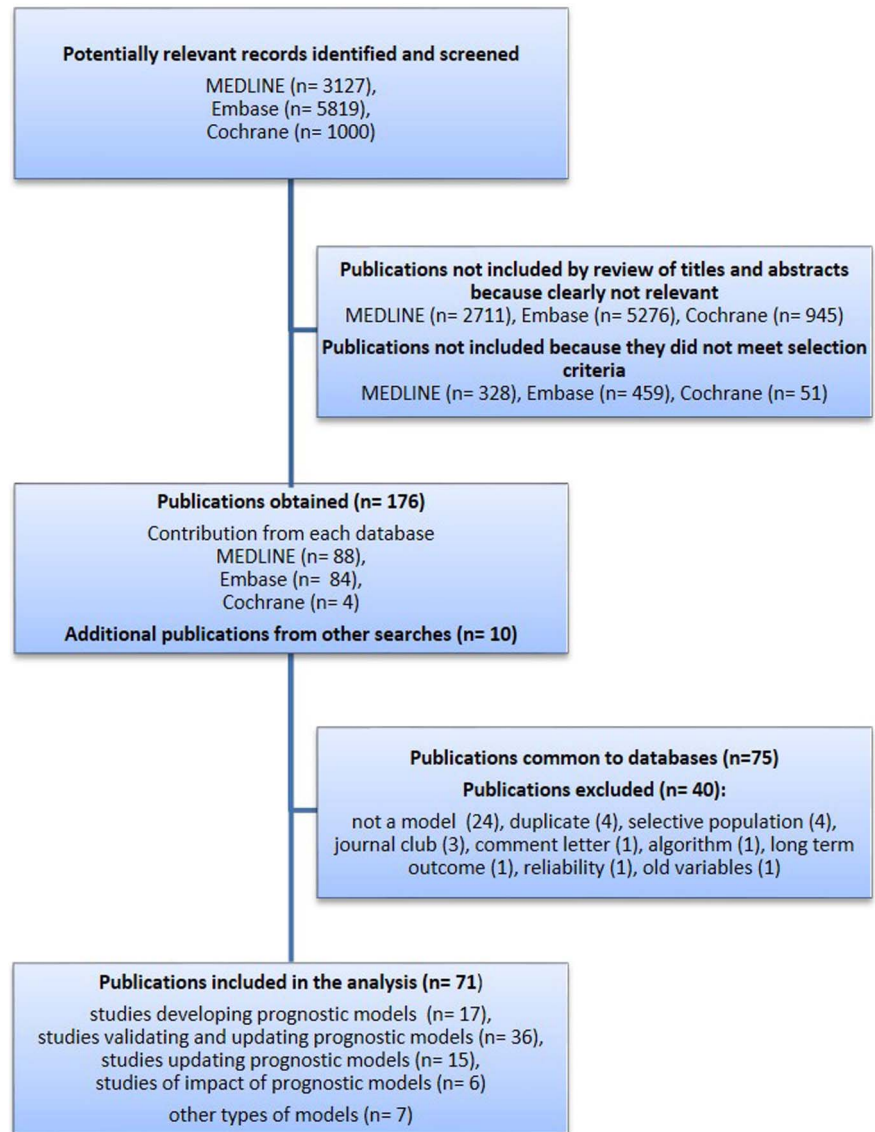 Potentially relevant records identified and screened
MEDLINE (n= 3127),
Embase (n= 5819),
Cochrane (n= 1000)
Publications not included by review of titles and abstracts
because clearly not relevant
MEDLINE (n= 2711), Embase (n= 5276), Cochrane (n= 945)
Publications not included because they did not meet selection
criteria
MEDLINE (n= 328), Embase (n= 459), Cochrane (n= 51)
Publications obtained (n= 176)
Contribution from each database
MEDLINE (n= 88),
Embase (n= 84),
Cochrane (n= 4)
Additional publications from other searches (n= 10)
Publications common to databases (n=75)
Publications excluded (n= 40):
not a model (24), duplicate (4), selective population (4),
journal club (3), comment letter (1), algorithm (1), long term
outcome (1), reliability (1), old variables (1)
Publications included in the analysis (n= 71)
studies developing prognostic models (n= 17),
studies validating and updating prognostic models (n= 36),
studies updating prognostic models (n= 15),
studies of impact of prognostic models (n= 6)
other types of models (n= 7)